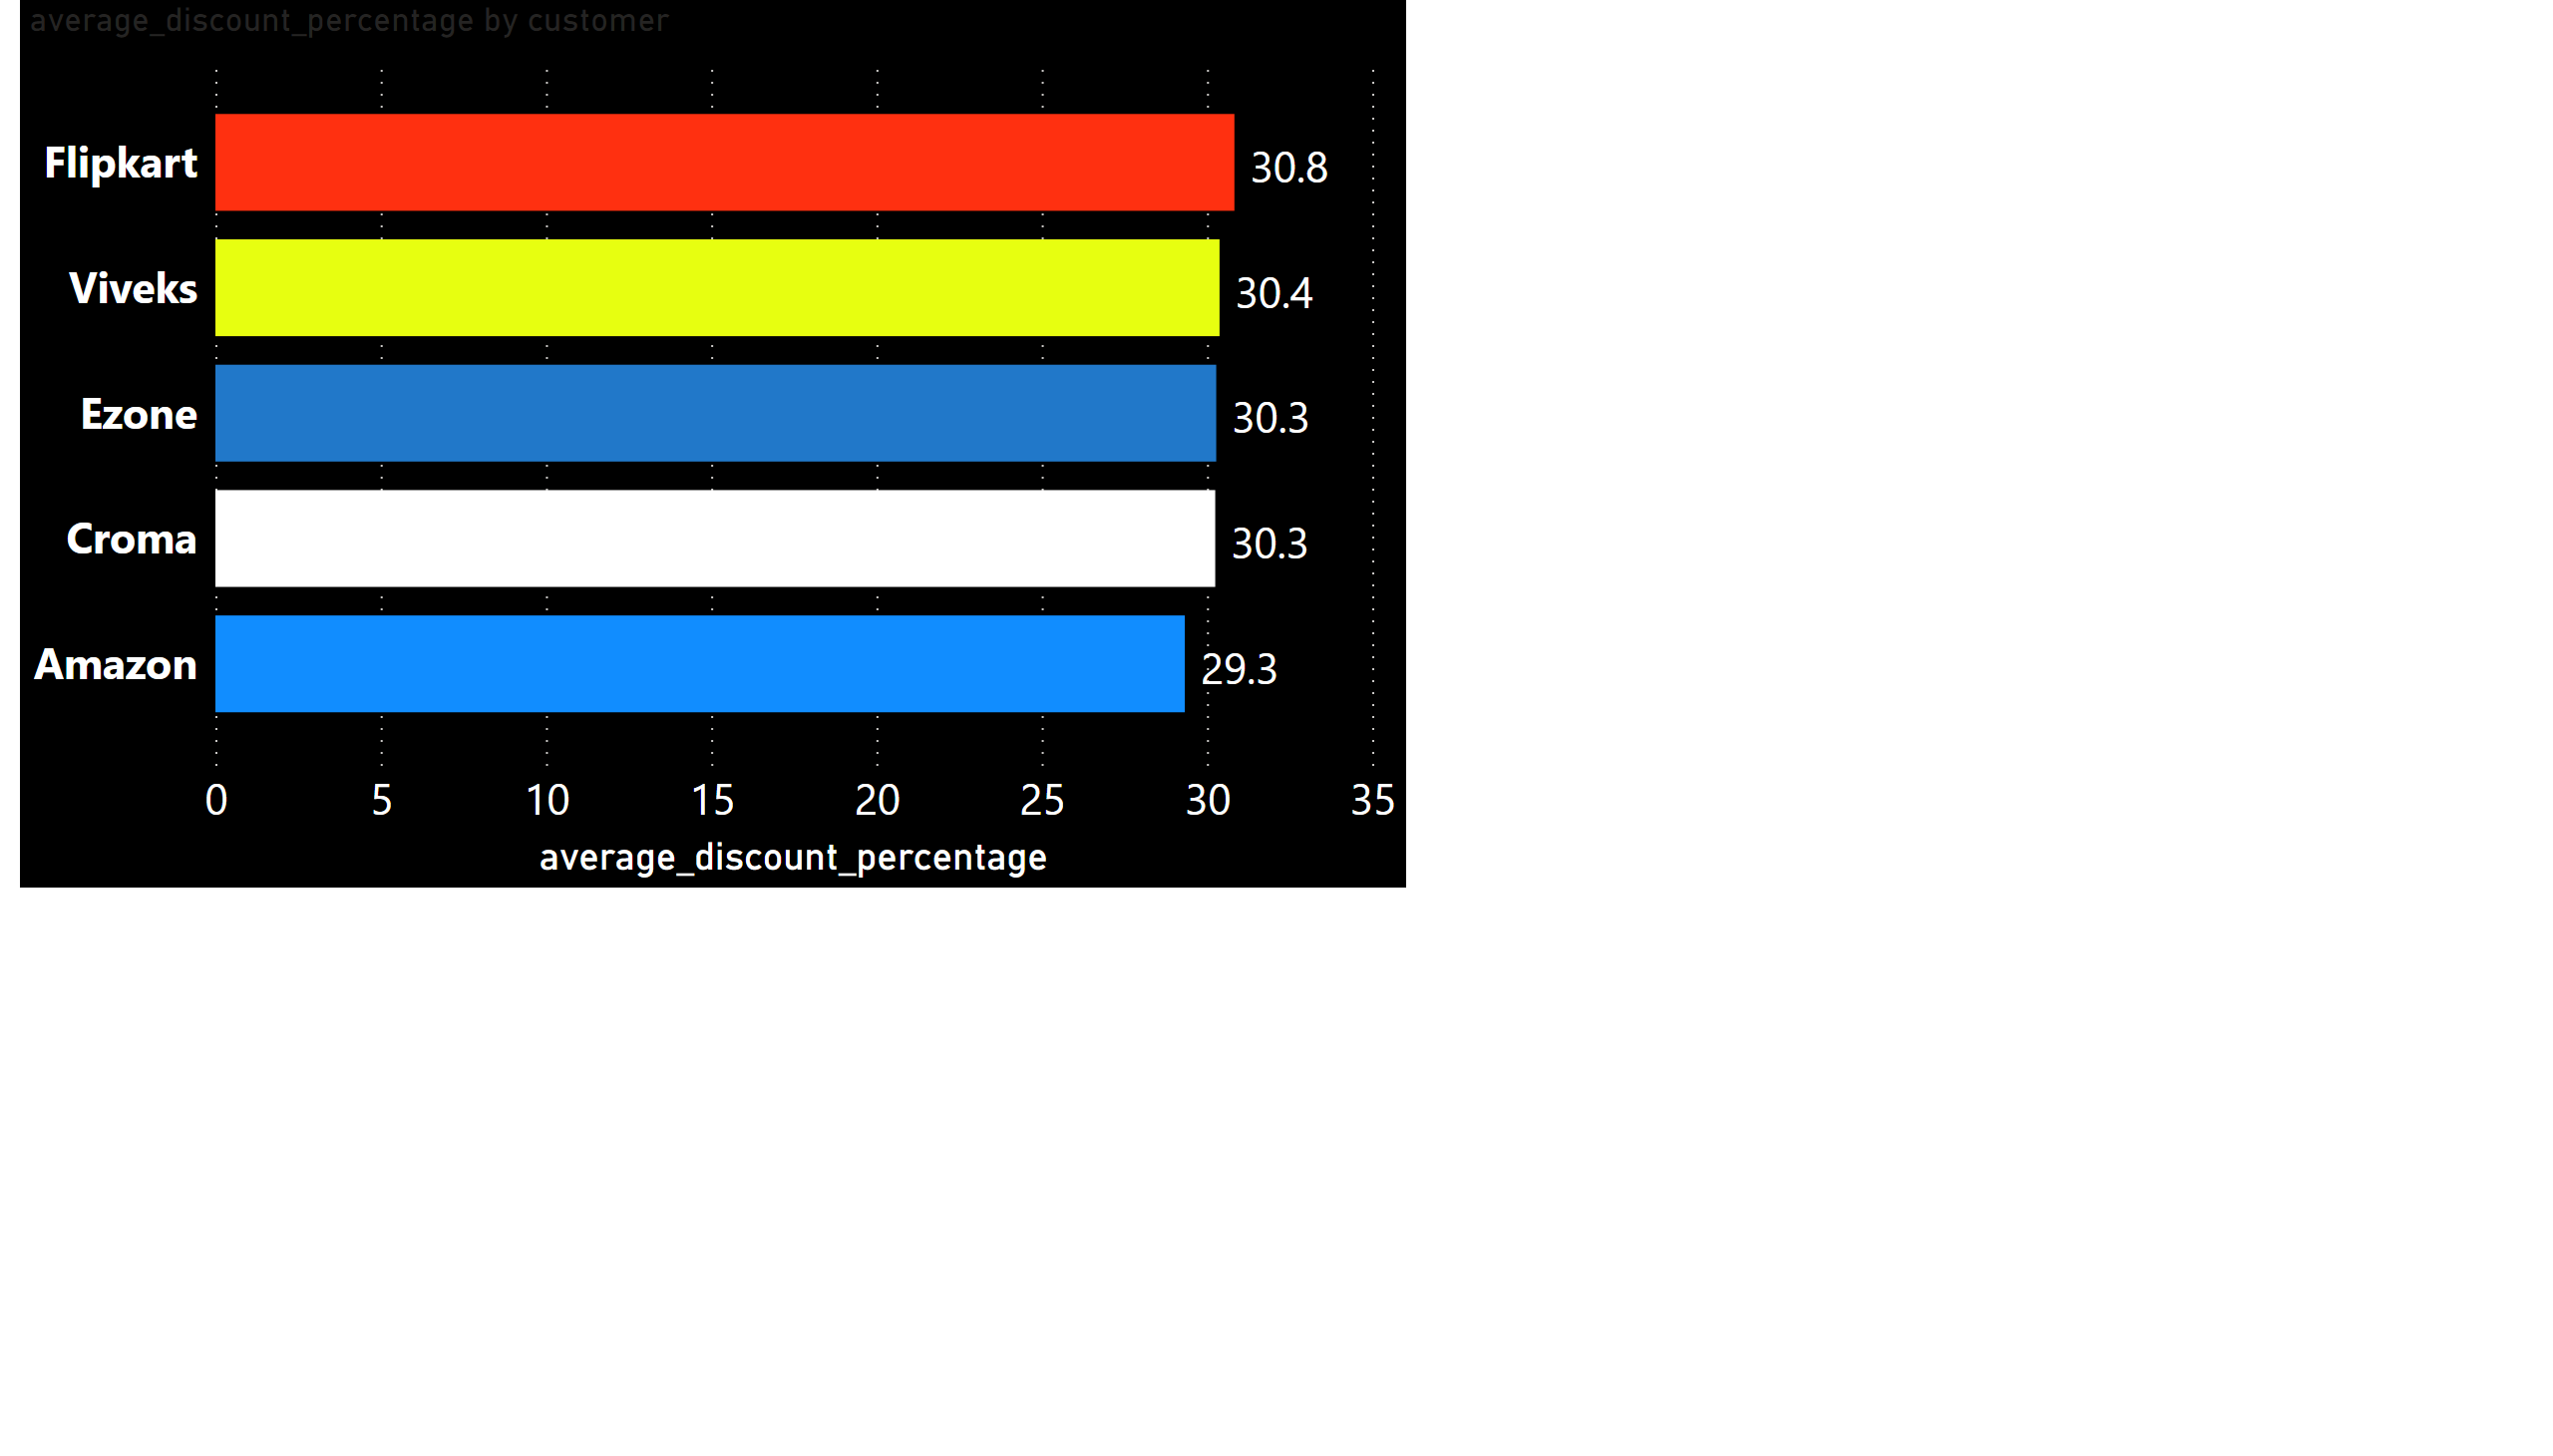 average_discount_percentage by customer
Flipkart 30.8
Viveks 30.4
Ezone 30.3
Croma 30.3
Amazon 29.3
0 5 10 15 20 25 30 35
average_discount_percentage